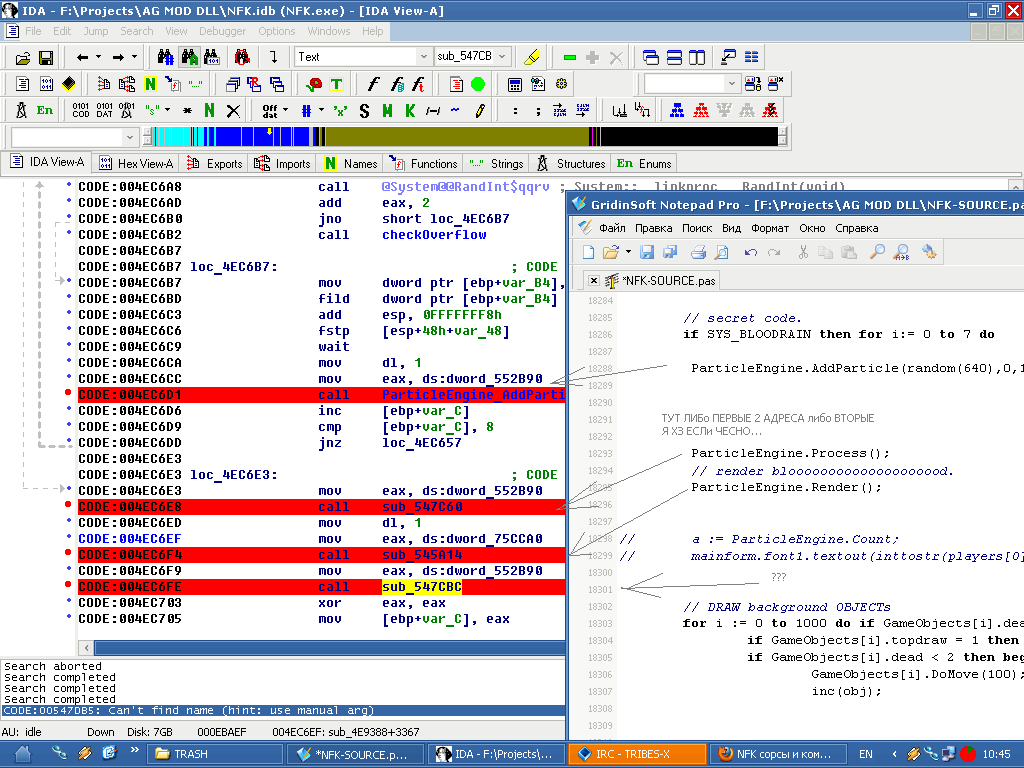 IDA - F:\Projects\AG MOD DLL\NFK.idb (NFK.exe) - [IDA View-A]
File Edit Jump Search View Debugger Options Windows Help
Text sub_547CB
En 0101 COD 0101 DAT "s" * N Off dat # 'x' S M K ~ : ;
IDA View-A Hex View-A Exports Imports N Names Functions "..." Strings Structures En Enums
CODE:004EC6A8 call @System@@RandInt$qqrv ; System::__linkproc__ RandInt(void)
CODE:004EC6AD add eax, 2
CODE:004EC6B0 jno short loc_4EC6B7
CODE:004EC6B2 call checkOverflow
CODE:004EC6B7
CODE:004EC6B7 loc_4EC6B7: ; CODE
CODE:004EC6B7 mov dword ptr [ebp+var_B4],
CODE:004EC6BD fild dword ptr [ebp+var_B4]
CODE:004EC6C3 add esp, 0FFFFFFF8h
CODE:004EC6C6 fstp [esp+48h+var_48]
CODE:004EC6C9 wait
CODE:004EC6CA mov dl, 1
CODE:004EC6CC mov eax, ds:dword_552B90
CODE:004EC6D1 call ParticleEngine_AddParti
CODE:004EC6D6 inc [ebp+var_C]
CODE:004EC6D9 cmp [ebp+var_C], 8
CODE:004EC6DD jnz loc_4EC657
CODE:004EC6E3
CODE:004EC6E3 loc_4EC6E3: ; CODE
CODE:004EC6E3 mov eax, ds:dword_552B90
CODE:004EC6E8 call sub_547C60
CODE:004EC6ED mov dl, 1
CODE:004EC6EF mov eax, ds:dword_75CCA0
CODE:004EC6F4 call sub_545A14
CODE:004EC6F9 mov eax, ds:dword_552B90
CODE:004EC6FE call sub_547CBC
CODE:004EC703 xor eax, eax
CODE:004EC705 mov [ebp+var_C], eax
GridinSoft Notepad Pro - [F:\Projects\AG MOD DLL\NFK-SOURCE.pa
Файл Правка Поиск Вид Формат Окно Справка
*NFK-SOURCE.pas
18284
18285 // secret code.
18286 if SYS_BLOODRAIN then for i:= 0 to 7 do
18287
18288 ParticleEngine.AddParticle(random(640),0,1
18289
18290
18291 ТУТ ЛИБо ПЕРВЫЕ 2 АДРЕСА либо ВТОРЫЕ
18292 Я ХЗ ЕСЛи ЧЕСНО...
18293 ParticleEngine.Process();
18294 // render blooooooooooooooooooood.
18295 ParticleEngine.Render();
18296
18297
18298 // a := ParticleEngine.Count;
18299 // mainform.font1.textout(inttostr(players[0]
18300 ???
18301
18302 // DRAW background OBJECTs
18303 for i := 0 to 1000 do if GameObjects[i].dea
18304 if GameObjects[i].topdraw = 1 then
18305 if GameObjects[i].dead < 2 then beg
18306 GameObjects[i].DoMove(100);
18307 inc(obj);
18308
18309
Search aborted
Search completed
Search completed
Search completed
CODE:00547DB5: Can't find name (hint: use manual arg)
AU: idle Down Disk: 7GB 000EBAEF 004EC6EF: sub_4E9388+3367
TRASH *NFK-SOURCE.p... IDA - F:\Projects\... IRC - TRIBES-X NFK сорсы и ком... EN 10:45